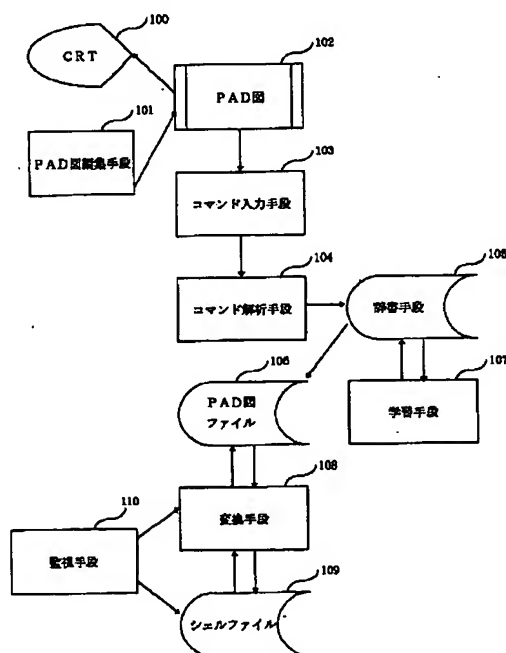 100
CRT
102
PAD図
101
PAD図編集手段
103
コマンド入力手段
104
コマンド解析手段
105
辞書手段
106
PAD図
ファイル
107
学習手段
108
変換手段
110
監視手段
109
シェルファイル